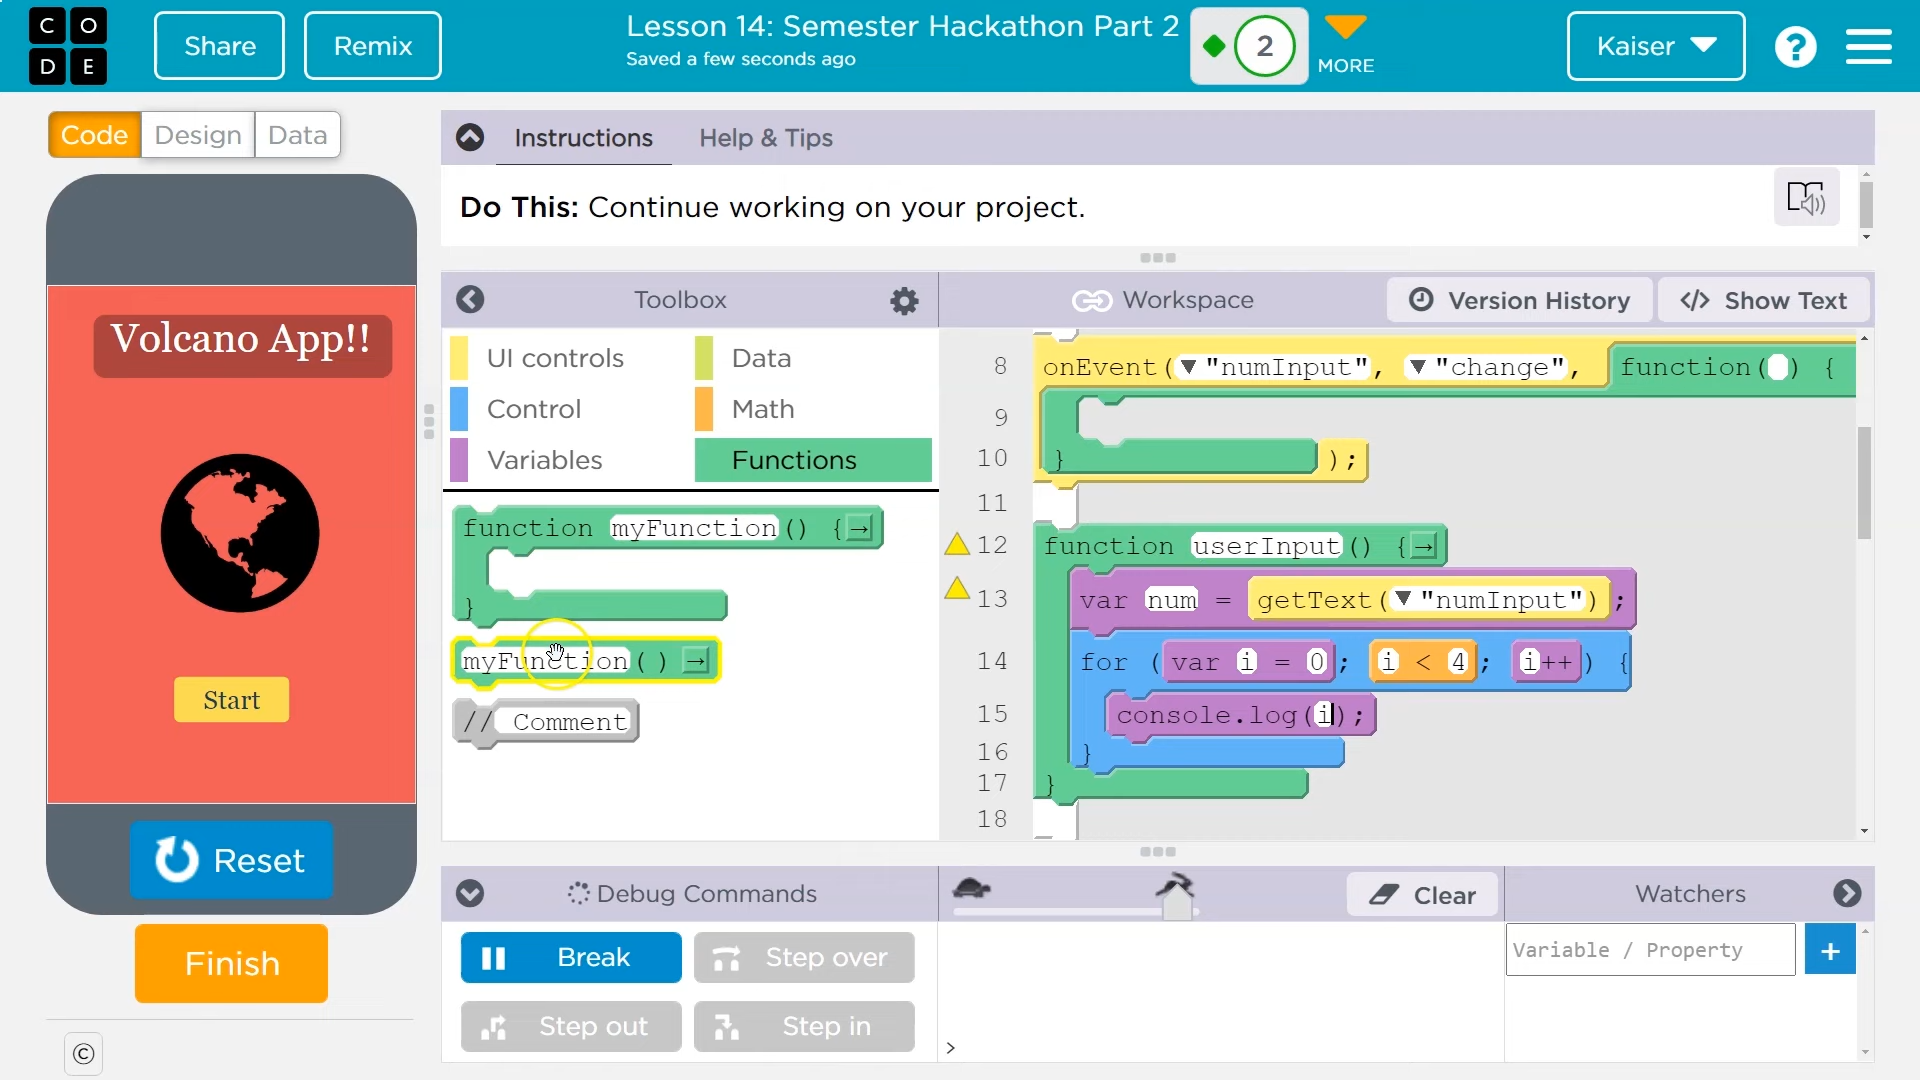 CO
DE
Share
Remix
Lesson 14: Semester Hackathon Part 2
Saved a few seconds ago
2
MORE
Kaiser
?
Code
Design
Data
Instructions
Help & Tips
Do This: Continue working on your project.
Volcano App!!
Start
Reset
Finish
©
Toolbox
UI controls
Data
Control
Math
Variables
Functions
function myFunction() {→
}
myFunction() →
// Comment
Workspace
Version History
</> Show Text
8 onEvent(▼"numInput", ▼"change", function() {
9
10 } );
11
12 function userInput() {→
13 var num = getText(▼"numInput");
14 for (var i = 0; i < 4; i++) {
15 console.log(i);
16 }
17 }
18
Debug Commands
Clear
Watchers
Break
Step over
Step out
Step in
>
Variable / Property
+